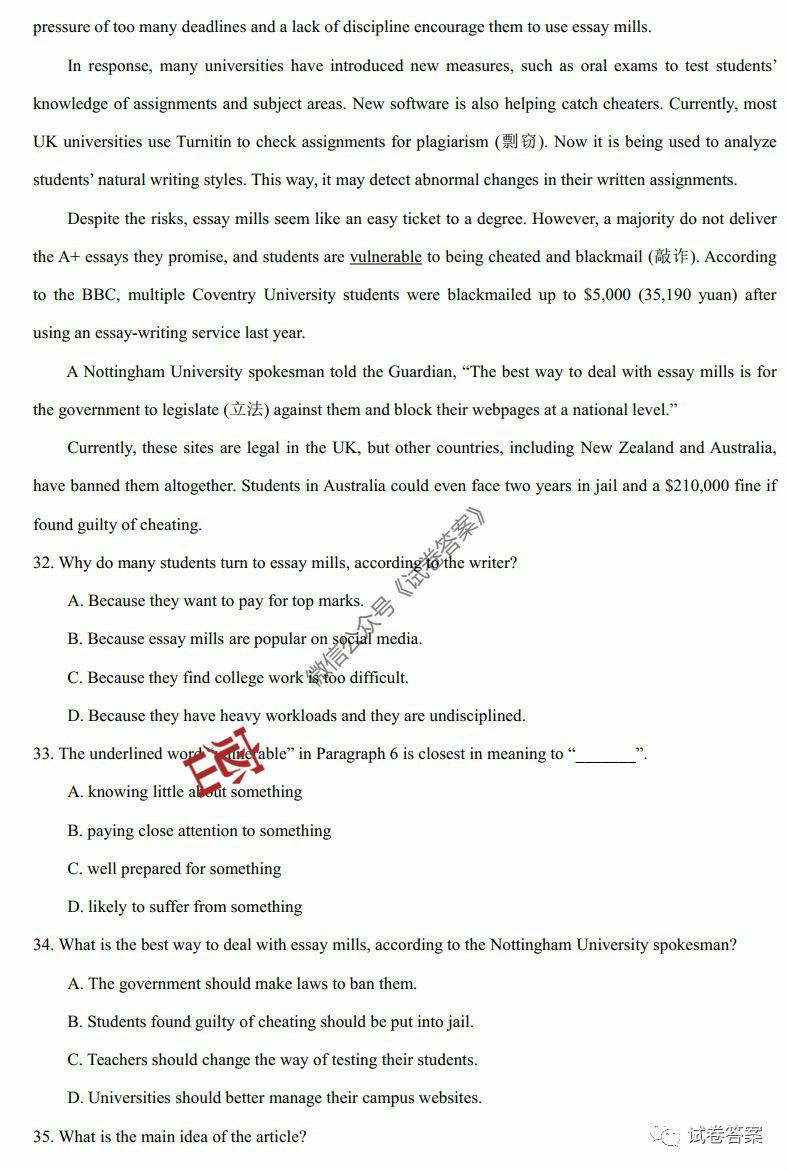 pressure of too many deadlines and a lack of discipline encourage them to use essay mills.
In response, many universities have introduced new measures, such as oral exams to test students’
knowledge of assignments and subject areas. New software is also helping catch cheaters. Currently, most
UK universities use Turnitin to check assignments for plagiarism (剽窃). Now it is being used to analyze
students’ natural writing styles. This way, it may detect abnormal changes in their written assignments.
Despite the risks, essay mills seem like an easy ticket to a degree. However, a majority do not deliver
the A+ essays they promise, and students are vulnerable to being cheated and blackmail (敲诈). According
to the BBC, multiple Coventry University students were blackmailed up to $5,000 (35,190 yuan) after
using an essay-writing service last year.
A Nottingham University spokesman told the Guardian, “The best way to deal with essay mills is for
the government to legislate (立法) against them and block their webpages at a national level.”
Currently, these sites are legal in the UK, but other countries, including New Zealand and Australia,
have banned them altogether. Students in Australia could even face two years in jail and a $210,000 fine if
found guilty of cheating.
32. Why do many students turn to essay mills, according to the writer?
A. Because they want to pay for top marks.
B. Because essay mills are popular on social media.
C. Because they find college work is too difficult.
D. Because they have heavy workloads and they are undisciplined.
微信公众号《试卷答案》
33. The underlined word “vulnerable” in Paragraph 6 is closest in meaning to “_______”.
A. knowing little about something
B. paying close attention to something
C. well prepared for something
D. likely to suffer from something
34. What is the best way to deal with essay mills, according to the Nottingham University spokesman?
A. The government should make laws to ban them.
B. Students found guilty of cheating should be put into jail.
C. Teachers should change the way of testing their students.
D. Universities should better manage their campus websites.
35. What is the main idea of the article?
试卷答案